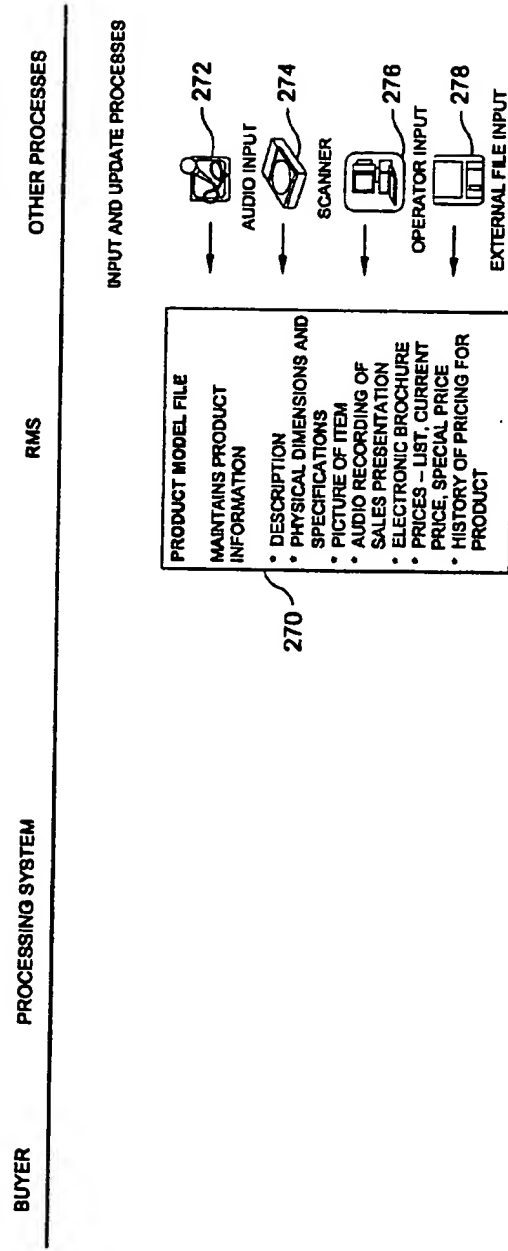 BUYER
PROCESSING SYSTEM
RMS
OTHER PROCESSES
INPUT AND UPDATE PROCESSES
PRODUCT MODEL FILE
MAINTAINS PRODUCT
INFORMATION
* DESCRIPTION
* PHYSICAL DIMENSIONS AND
SPECIFICATIONS
* PICTURE OF ITEM
* AUDIO RECORDING OF
SALES PRESENTATION
* ELECTRONIC BROCHURE
* PRICES – LIST, CURRENT
PRICE, SPECIAL PRICE
* HISTORY OF PRICING FOR
PRODUCT
270
272
AUDIO INPUT
274
SCANNER
276
OPERATOR INPUT
278
EXTERNAL FILE INPUT